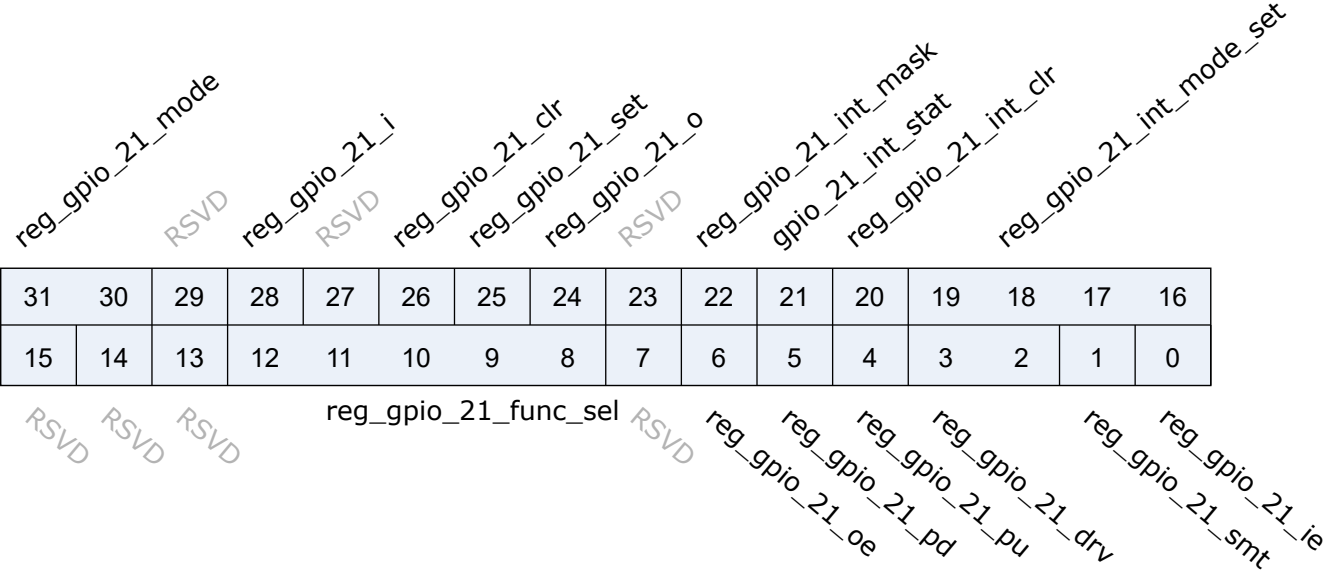 reg_gpio_21_mode
RSVD
reg_gpio_21_i
RSVD
reg_gpio_21_clr
reg_gpio_21_set
reg_gpio_21_o
RSVD
reg_gpio_21_int_mask
gpio_21_int_stat
reg_gpio_21_int_clr
reg_gpio_21_int_mode_set
31 30 29 28 27 26 25 24 23 22 21 20 19 18 17 16
15 14 13 12 11 10 9 8 7 6 5 4 3 2 1 0
RSVD
RSVD
RSVD
reg_gpio_21_func_sel
RSVD
reg_gpio_21_oe
reg_gpio_21_pd
reg_gpio_21_pu
reg_gpio_21_drv
reg_gpio_21_smt
reg_gpio_21_ie